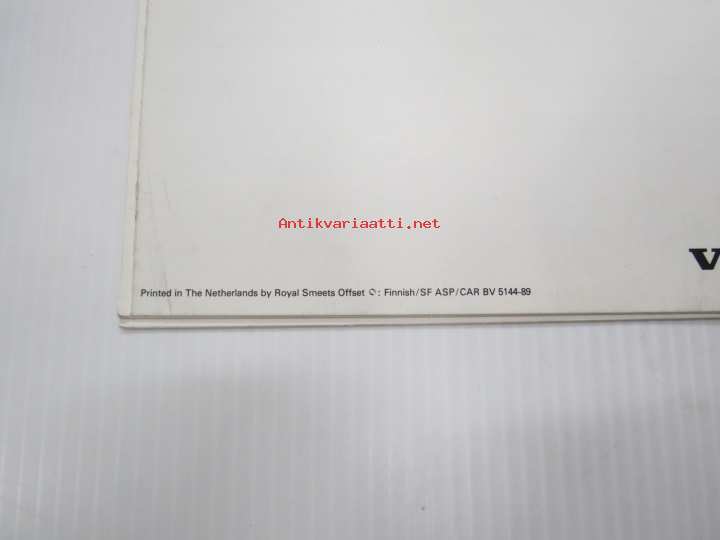 Antikvariaatti.net
V
Printed in The Netherlands by Royal Smeets Offset : Finnish/SF ASP/CAR BV 5144-89